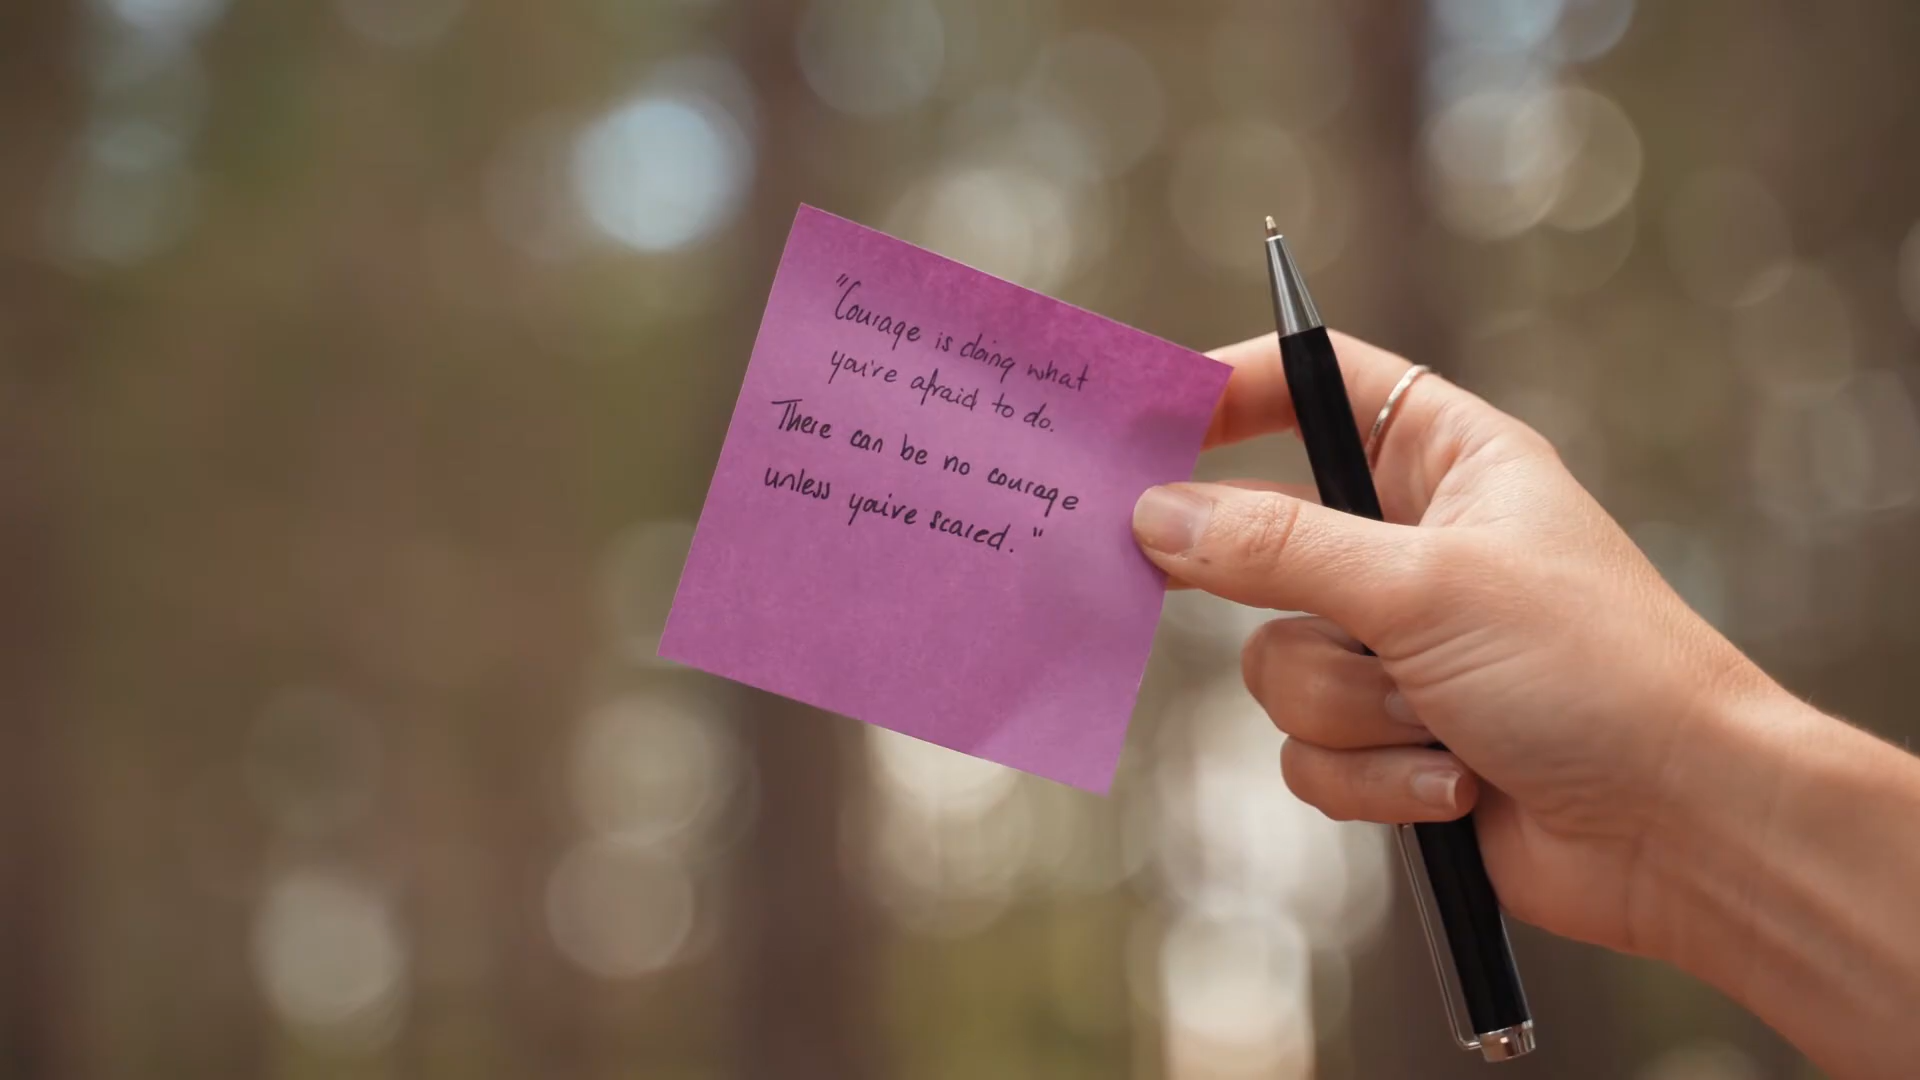 "Courage is doing what
you're afraid to do.
There can be no courage
unless you're scared."